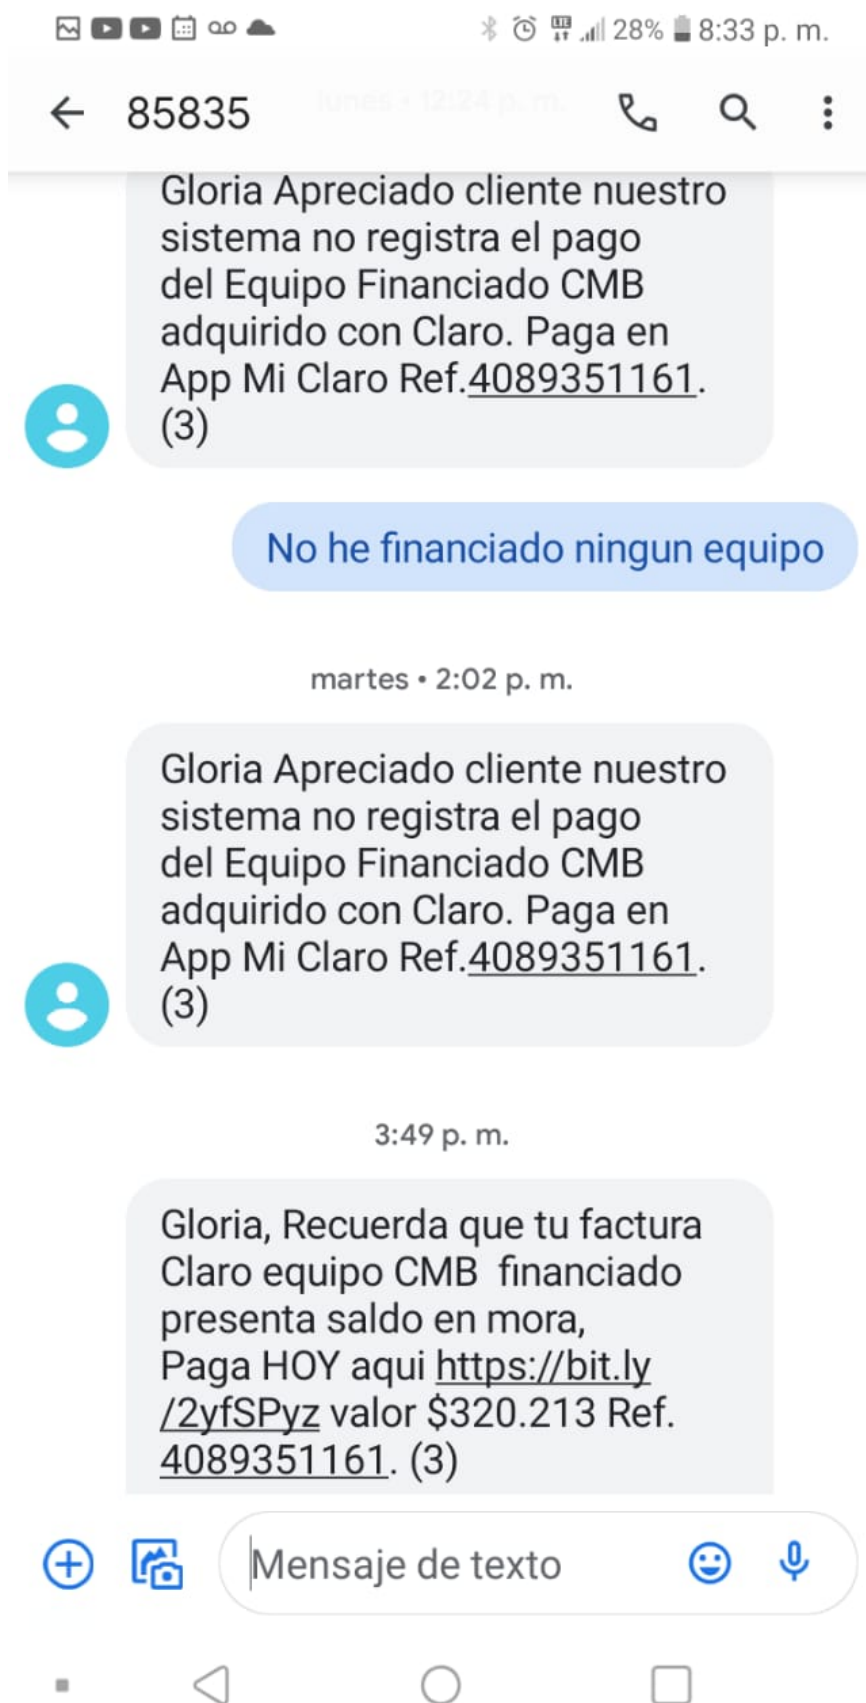 28% 8:33 p. m.
85835
lunes • 12:24 p. m.
Gloria Apreciado cliente nuestro
sistema no registra el pago
del Equipo Financiado CMB
adquirido con Claro. Paga en
App Mi Claro Ref.4089351161.
(3)
No he financiado ningun equipo
martes • 2:02 p. m.
Gloria Apreciado cliente nuestro
sistema no registra el pago
del Equipo Financiado CMB
adquirido con Claro. Paga en
App Mi Claro Ref.4089351161.
(3)
3:49 p. m.
Gloria, Recuerda que tu factura
Claro equipo CMB  financiado
presenta saldo en mora,
Paga HOY aqui https://bit.ly
/2yfSPyz valor $320.213 Ref.
4089351161. (3)
Mensaje de texto